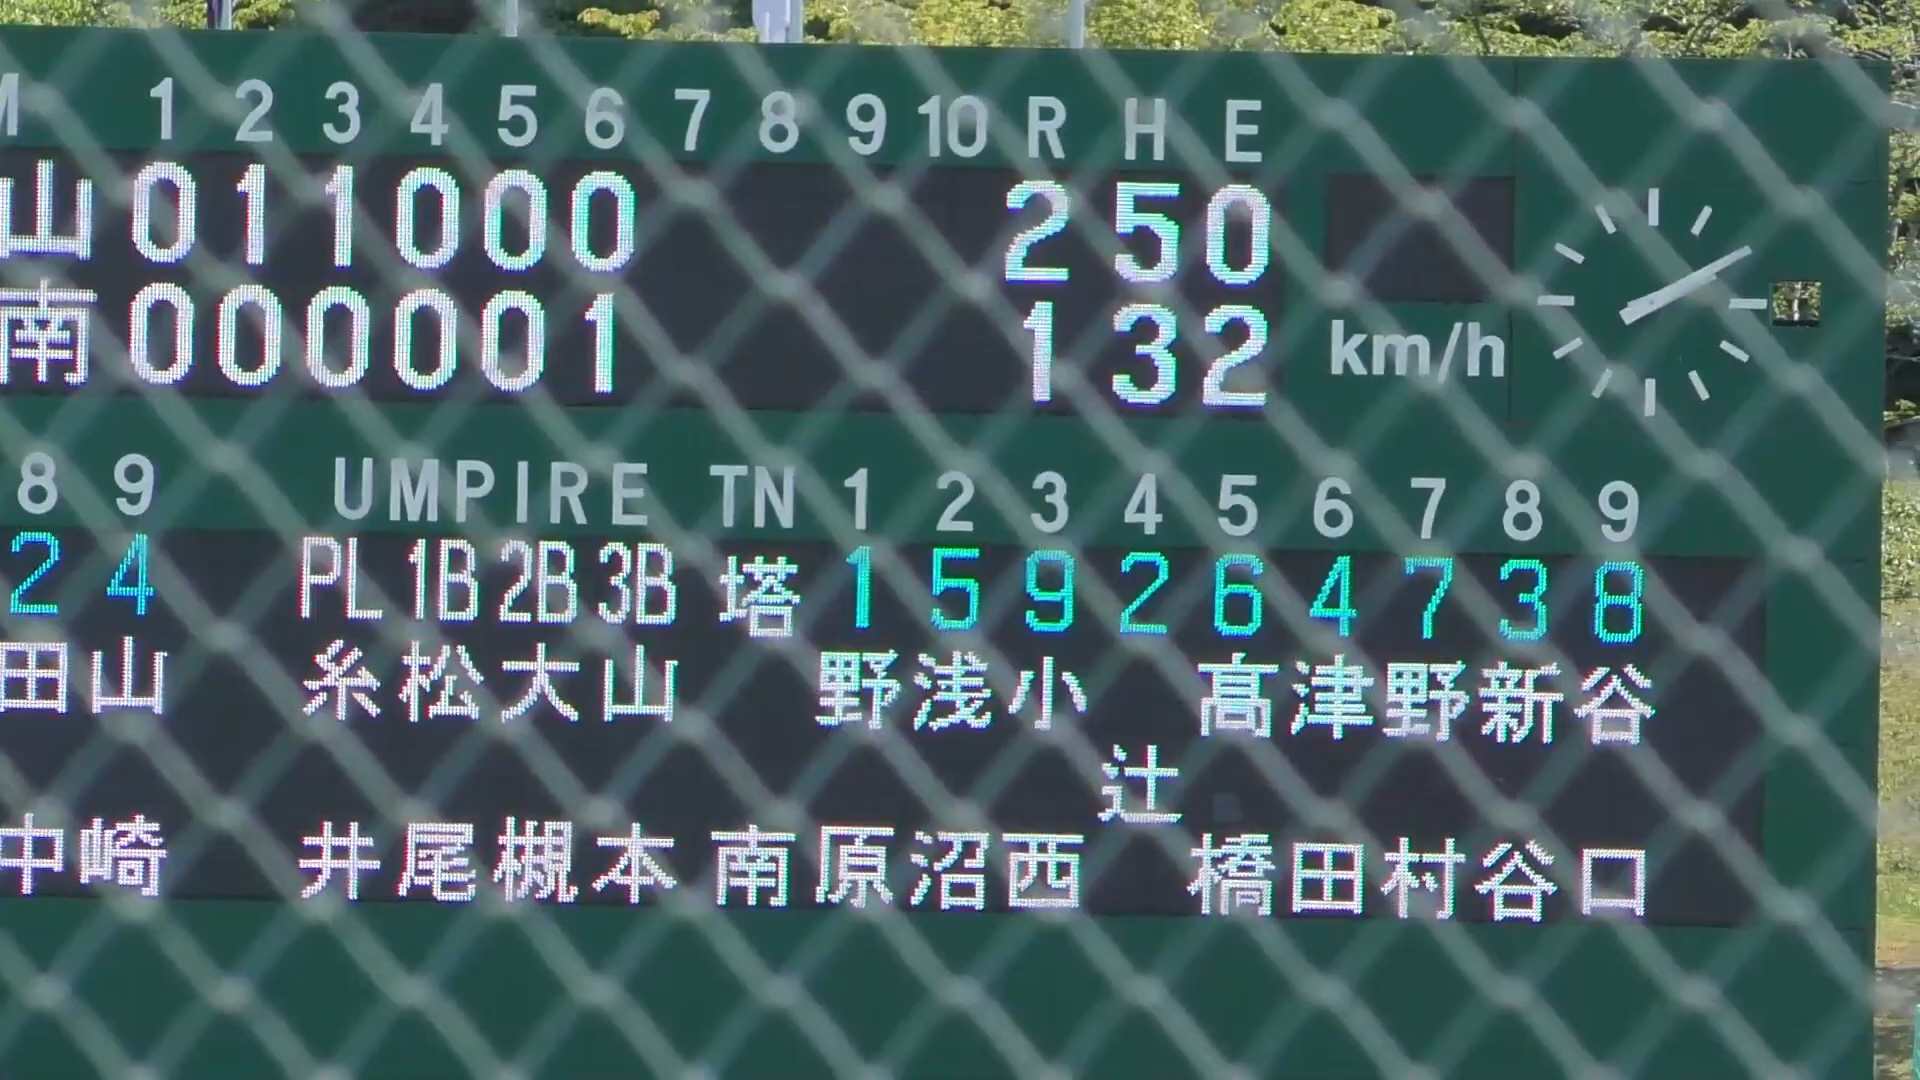 M 1 2 3 4 5 6 7 8 9 10 R H E
山 0 1 1 0 0 0 2 5 0
南 0 0 0 0 0 1 1 3 2
km/h
8 9 UMPIRE TN 1 2 3 4 5 6 7 8 9
2 4 PL 1B 2B 3B 塔 1 5 9 2 6 4 7 3 8
田 山 糸 松 大 山 野 浅 小 高 津 野 新 谷
辻
中 崎 井 尾 槻 本 南 原 沼 西 橋 田 村 谷 口